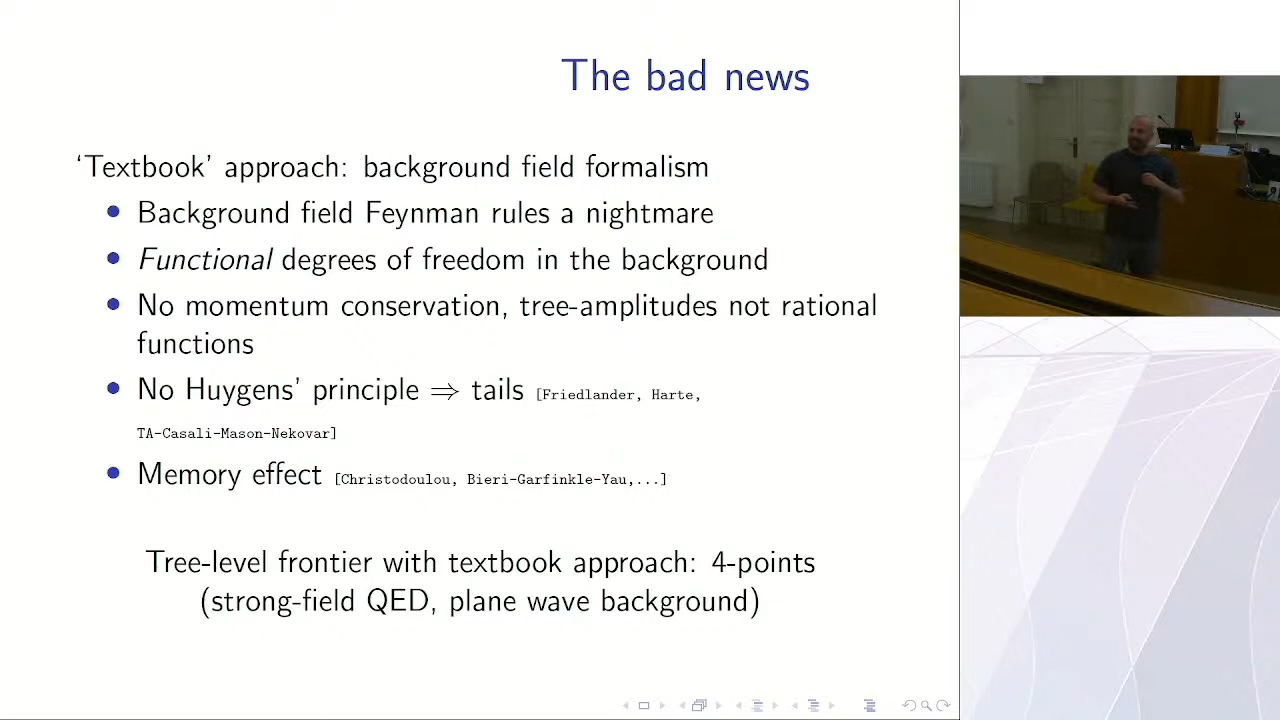 The bad news
‘Textbook’ approach: background field formalism
• Background field Feynman rules a nightmare
• Functional degrees of freedom in the background
• No momentum conservation, tree-amplitudes not rational
functions
• No Huygens’ principle ⇒ tails [Friedlander, Harte,
TA-Casali-Mason-Nekovar]
• Memory effect [Christodoulou, Bieri-Garfinkle-Yau,...]
Tree-level frontier with textbook approach: 4-points
(strong-field QED, plane wave background)